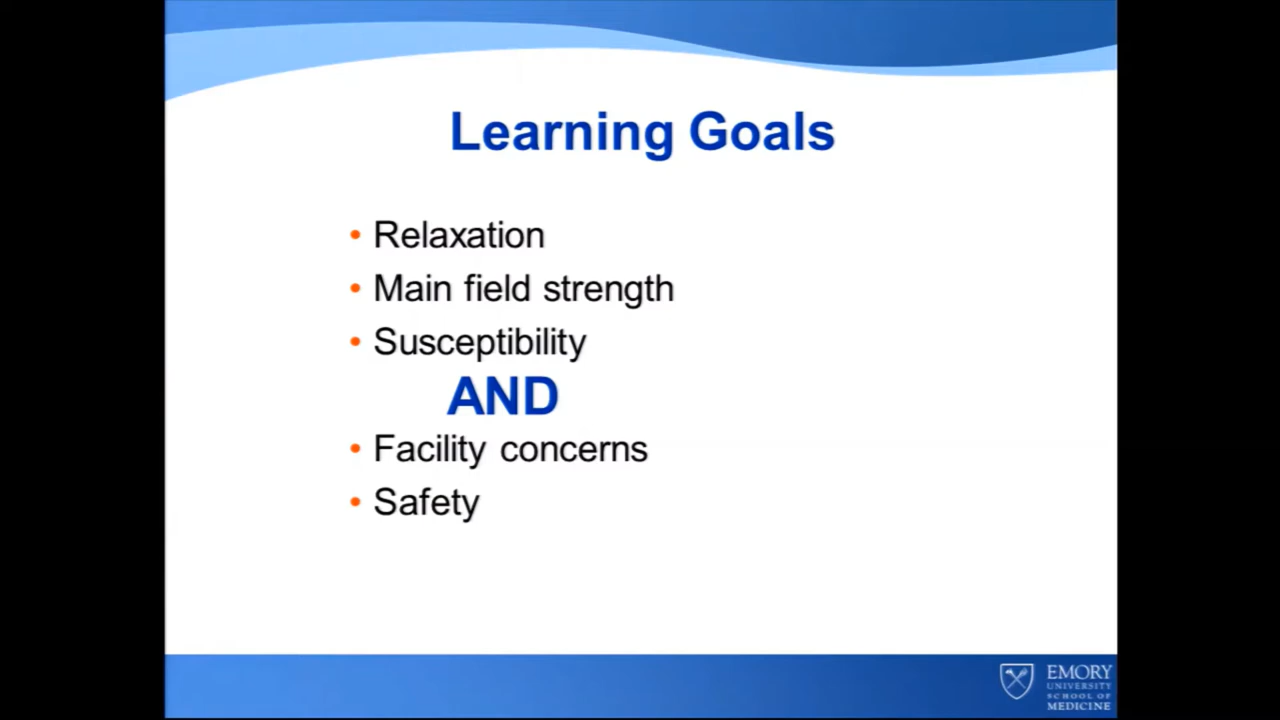 Learning Goals
• Relaxation
• Main field strength
• Susceptibility
AND
• Facility concerns
• Safety
EMORY
UNIVERSITY
SCHOOL OF
MEDICINE